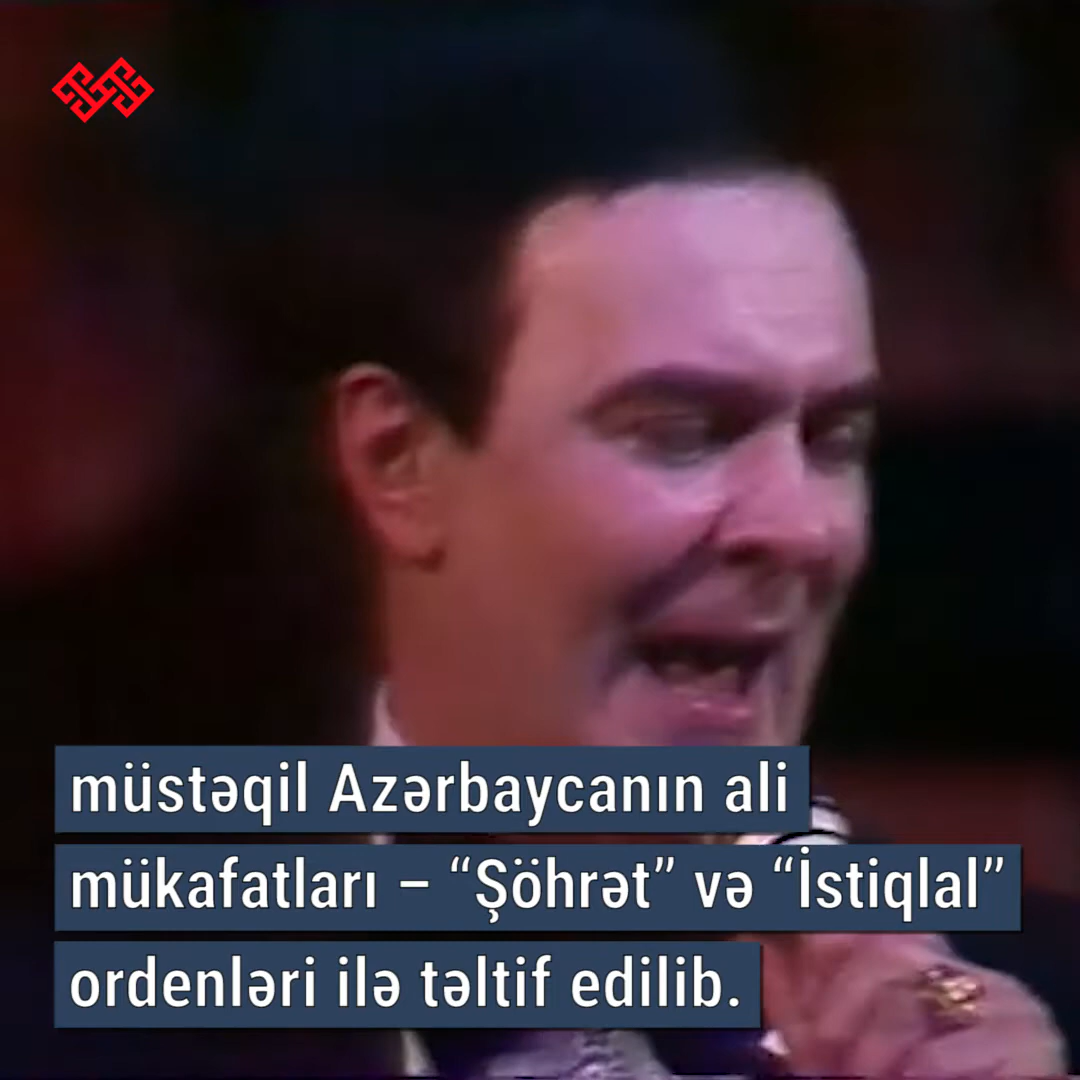 müstəqil Azərbaycanın ali
mükafatları – “Şöhrət” və “İstiqlal”
ordenləri ilə təltif edilib.